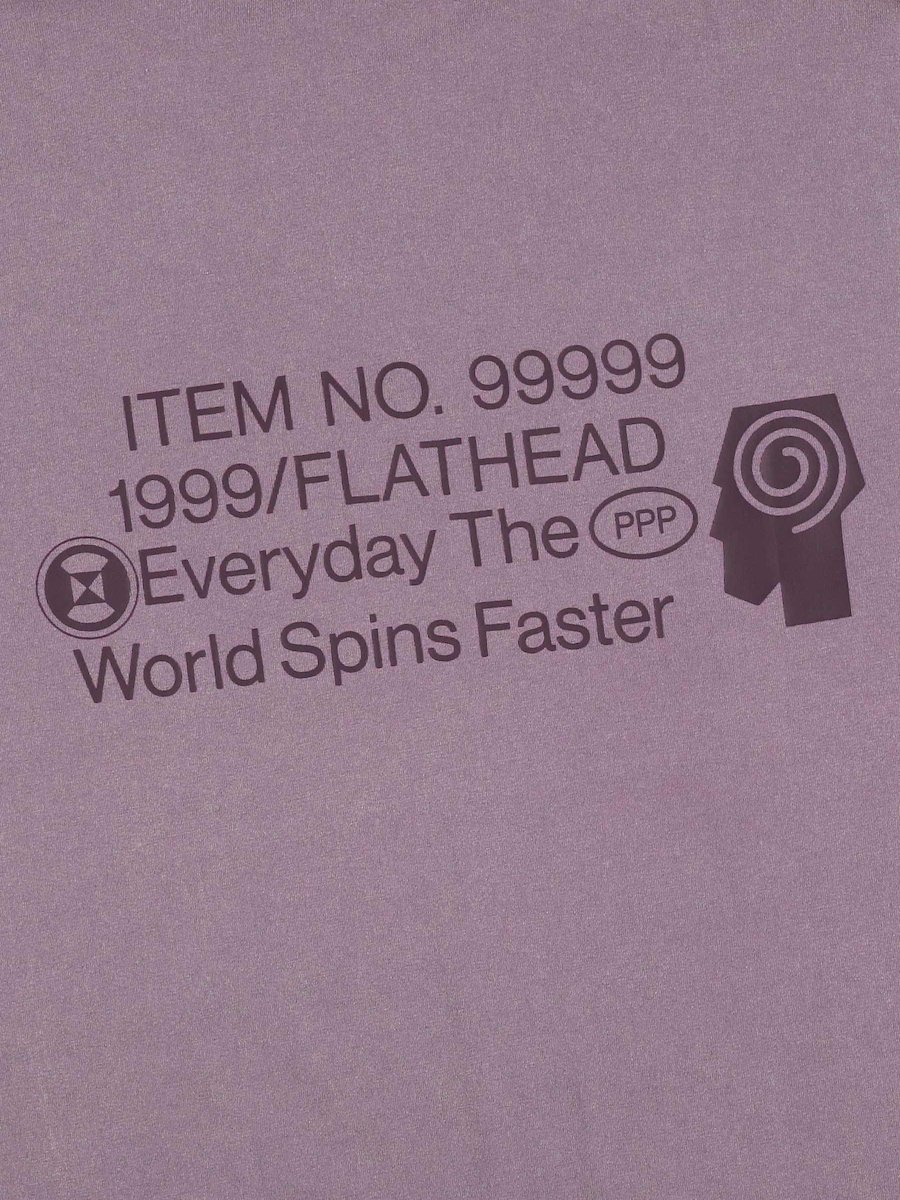 ITEM NO. 99999
1999/FLATHEAD
Everyday The PPP
World Spins Faster